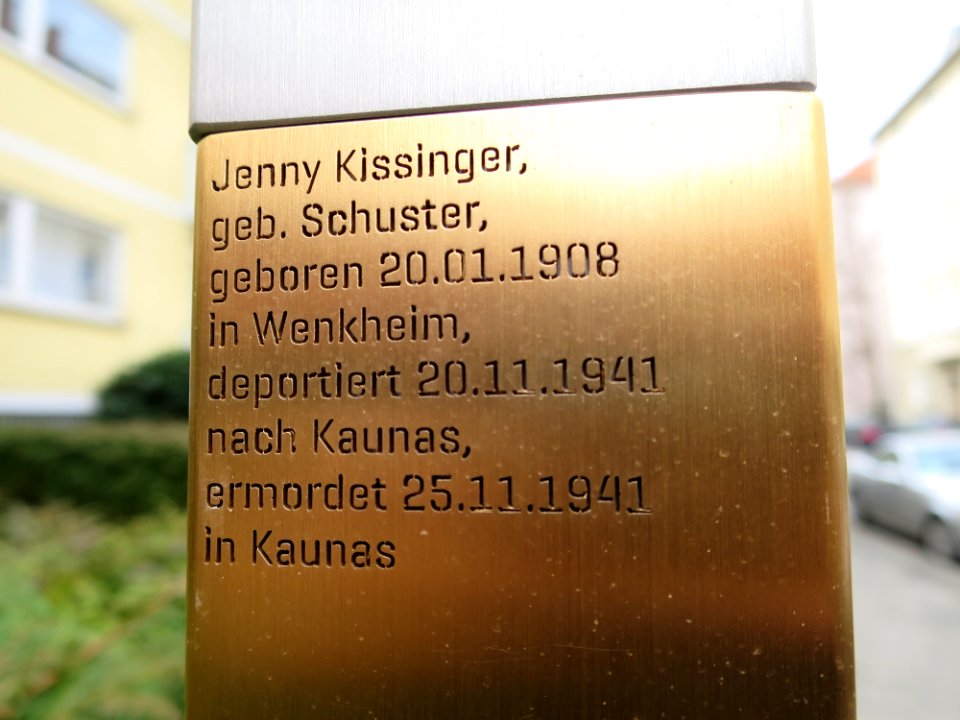 Jenny Kissinger,
geb. Schuster,
geboren 20.01.1908
in Wenkheim,
deportiert 20.11.1941
nach Kaunas,
ermordet 25.11.1941
in Kaunas